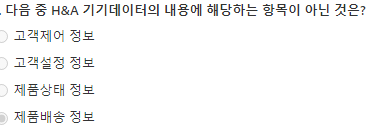 . 다음 중 H&A 기기데이터의 내용에 해당하는 항목이 아닌 것은?
고객제어 정보
고객설정 정보
제품상태 정보
제품배송 정보